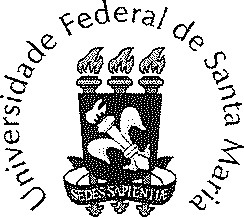 Universidade Federal de Santa Maria
SEDES SAPIENTIÆ